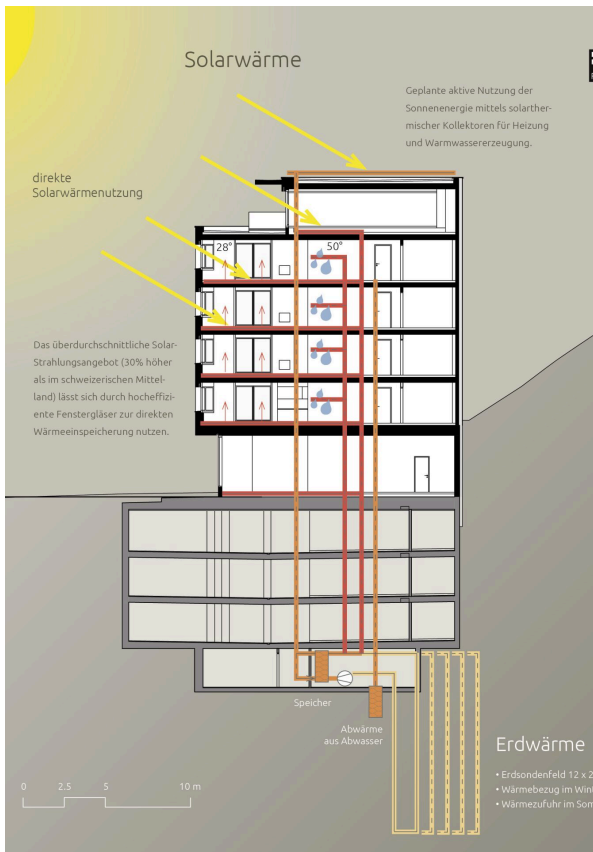 Solarwärme
Geplante aktive Nutzung der
Sonnenenergie mittels solarther-
mischer Kollektoren für Heizung
und Warmwassererzeugung.
direkte
Solarwärmenutzung
28°
50°
Das überdurchschnittliche Solar-
Strahlungsangebot (30% höher
als im schweizerischen Mittel-
land) lässt sich durch hocheffizi-
ente Fenstergläser zur direkten
Wärmeeinspeicherung nutzen.
Speicher
Abwärme
aus Abwasser
Erdwärme
• Erdsondenfeld 12 x 2
• Wärmebezug im Win
• Wärmezufuhr im Som
0 2.5 5 10 m